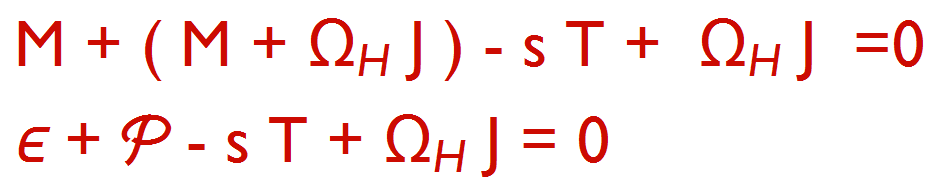 M + ( M + Ω_H J ) - s T + Ω_H J =0
ϵ + 𝒫 - s T + Ω_H J = 0